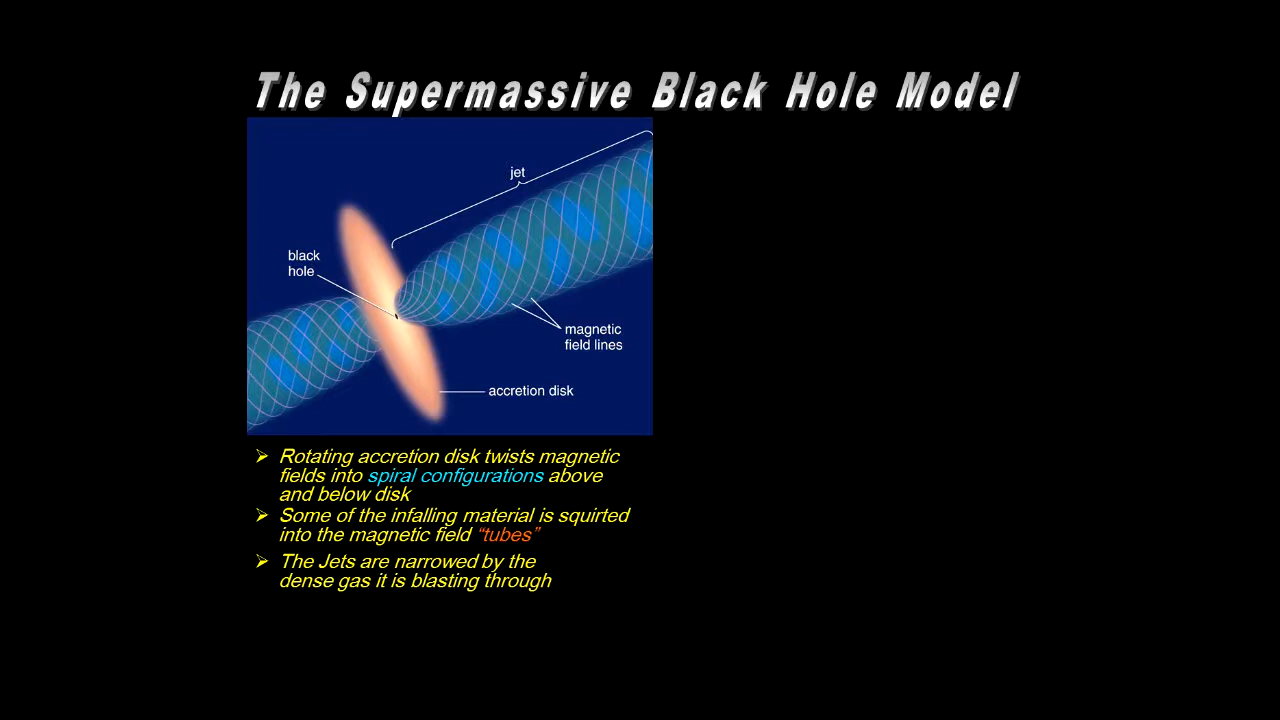 The Supermassive Black Hole Model
jet
black
hole
magnetic
field lines
accretion disk
➢ Rotating accretion disk twists magnetic
fields into spiral configurations above
and below disk
➢ Some of the infalling material is squirted
into the magnetic field “tubes”
➢ The Jets are narrowed by the
dense gas it is blasting through